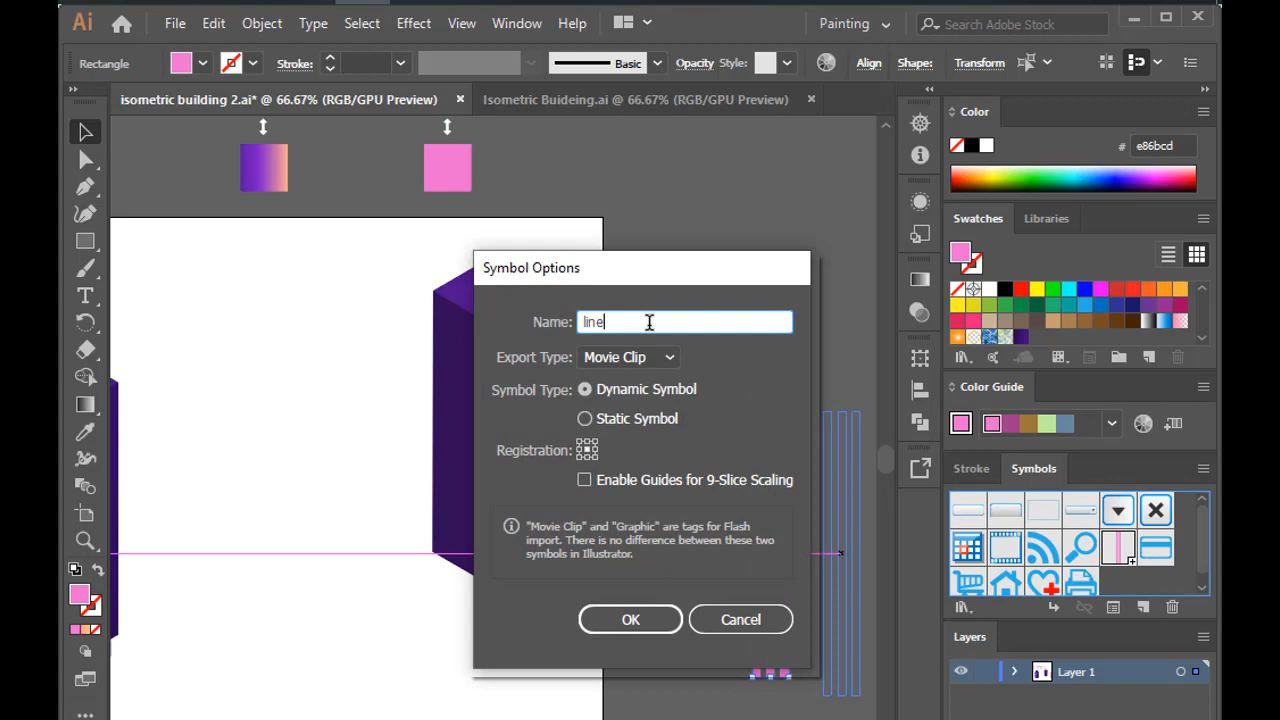 Ai File Edit Object Type Select Effect View Window Help Painting Search Adobe Stock
Rectangle Stroke: Basic Opacity Style: Align Shape: Transform
isometric building 2.ai* @ 66.67% (RGB/GPU Preview) Isometric Buideing.ai @ 66.67% (RGB/GPU Preview)
Color
# e86bcd
Swatches Libraries
Color Guide
Stroke Symbols
Layers
Layer 1
Symbol Options
Name: line
Export Type: Movie Clip
Symbol Type: Dynamic Symbol
Static Symbol
Registration:
Enable Guides for 9-Slice Scaling
"Movie Clip" and "Graphic" are tags for Flash
import. There is no difference between these two
symbols in Illustrator.
OK Cancel